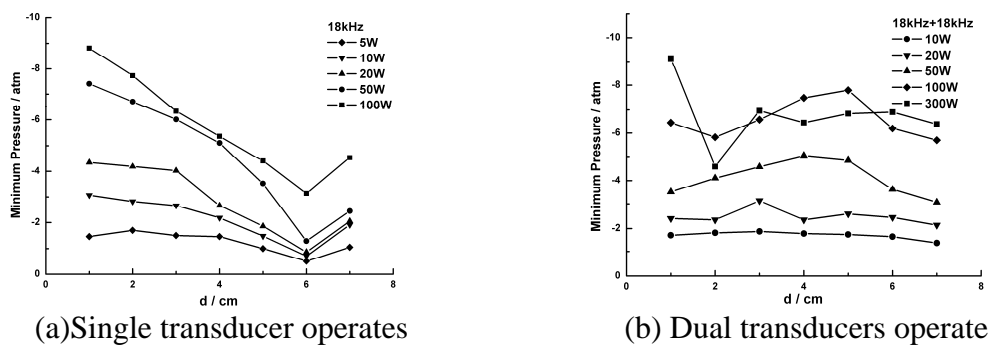 18kHz
5W
10W
20W
50W
100W
-10
-8
-6
-4
-2
0
Minimum Pressure / atm
0
2
4
6
8
d / cm
(a)Single transducer operates
18kHz+18kHz
10W
20W
50W
100W
300W
-10
-8
-6
-4
-2
0
Minimum Pressure / atm
0
2
4
6
8
d / cm
(b) Dual transducers operate